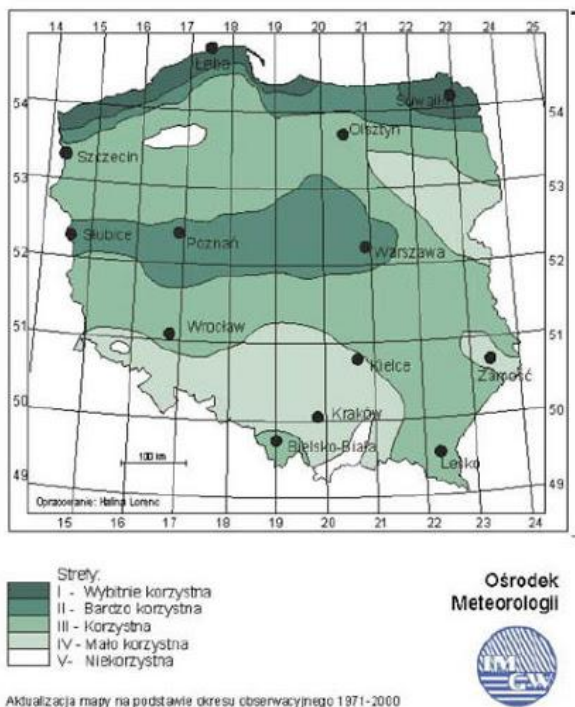 14 15 16 17 18 19 20 21 22 23 24 25
Łeba
54
Suwałki
54
Olsztyn
Szczecin
53
53
Słubice
Poznań
Warszawa
52
52
Wrocław
51
51
Kielce
Zamość
50
Kraków
50
Bielsko-Biała
Lesko
100 km
49
49
Opracowanie: Halina Lorenc
15 16 17 18 19 20 21 22 23 24
Strefy:
I - Wybitnie korzystna
II - Bardzo korzystna
III - Korzystna
IV - Mało korzystna
V- Niekorzystna
Ośrodek
Meteorologii
IM
GW
Aktualizacja mapy na podstawie okresu obserwacyjnego 1971-2000